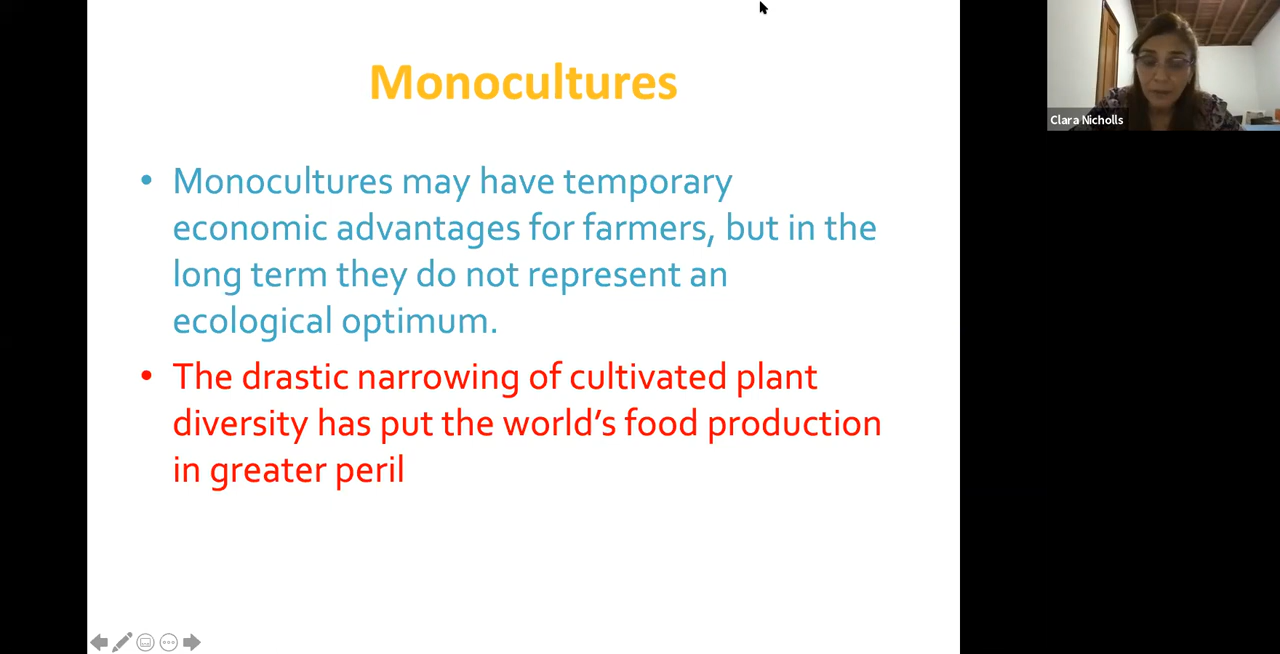 Monocultures
• Monocultures may have temporary
economic advantages for farmers, but in the
long term they do not represent an
ecological optimum.
• The drastic narrowing of cultivated plant
diversity has put the world’s food production
in greater peril
Clara Nicholls